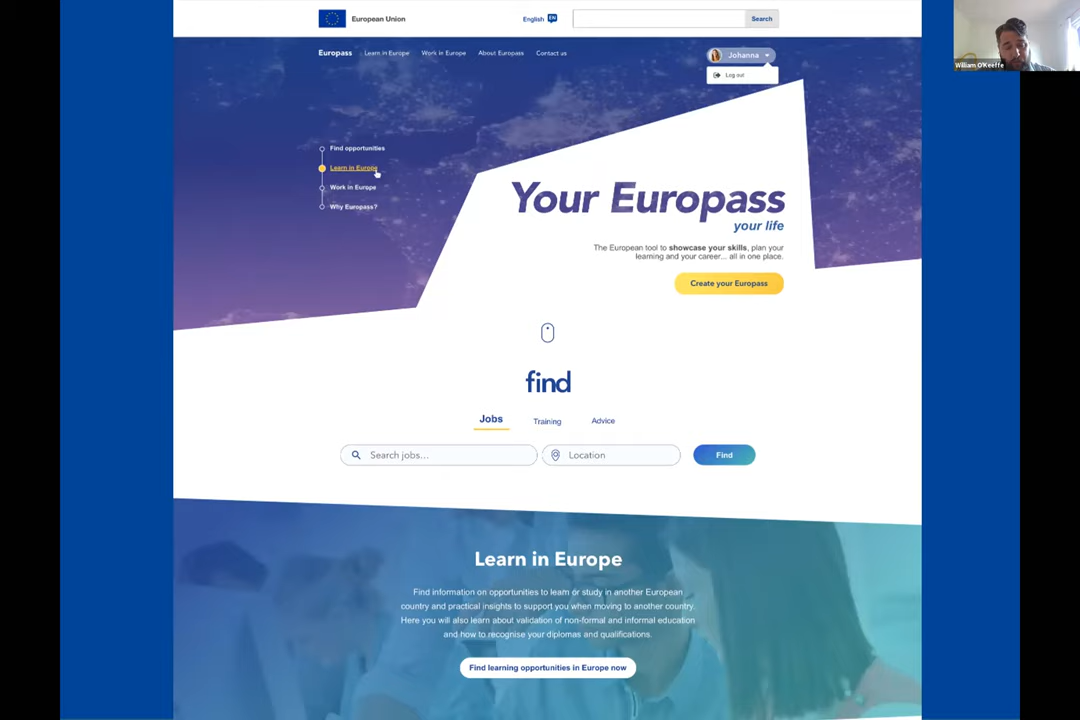 European Union
English EN
Search
William O'Keeffe
Europass Learn in Europe Work in Europe About Europass Contact us
Johanna
Log out
Find opportunities
Learn in Europe
Work in Europe
Why Europass?
Your Europass
your life
The European tool to showcase your skills, plan your
learning and your career... all in one place.
Create your Europass
find
Jobs Training Advice
Search jobs...
Location
Find
Learn in Europe
Find information on opportunities to learn or study in another European
country and practical insights to support you when moving to another country.
Here you will also learn about validation of non-formal and informal education
and how to recognise your diplomas and qualifications.
Find learning opportunities in Europe now